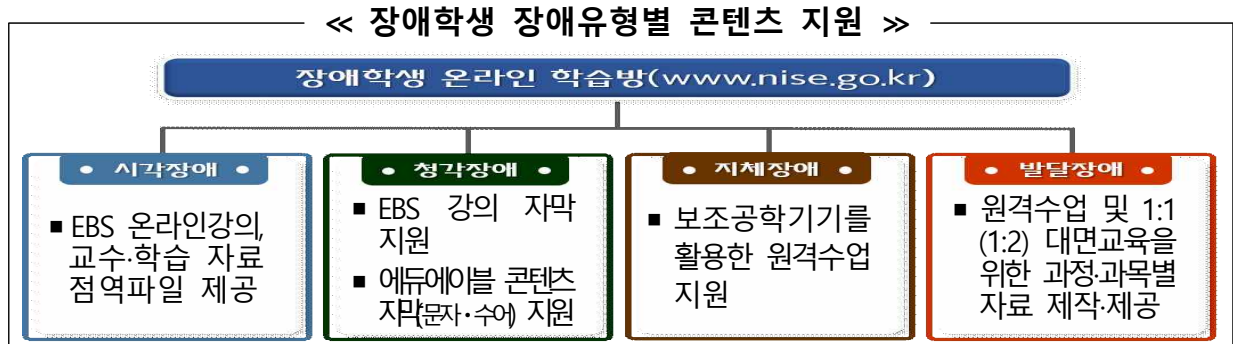 ≪ 장애학생 장애유형별 콘텐츠 지원 ≫
장애학생 온라인 학습방(www.nise.go.kr)
• 시각장애 •
▪ EBS 온라인강의,
교수·학습 자료
점역파일 제공
• 청각장애 •
▪ EBS 강의 자막
지원
▪ 에듀에이블 콘텐츠
자막(문자·수어) 지원
• 지체장애 •
▪ 보조공학기기를
활용한 원격수업
지원
• 발달장애 •
▪ 원격수업 및 1:1
(1:2) 대면교육을
위한 과정·과목별
자료 제작·제공